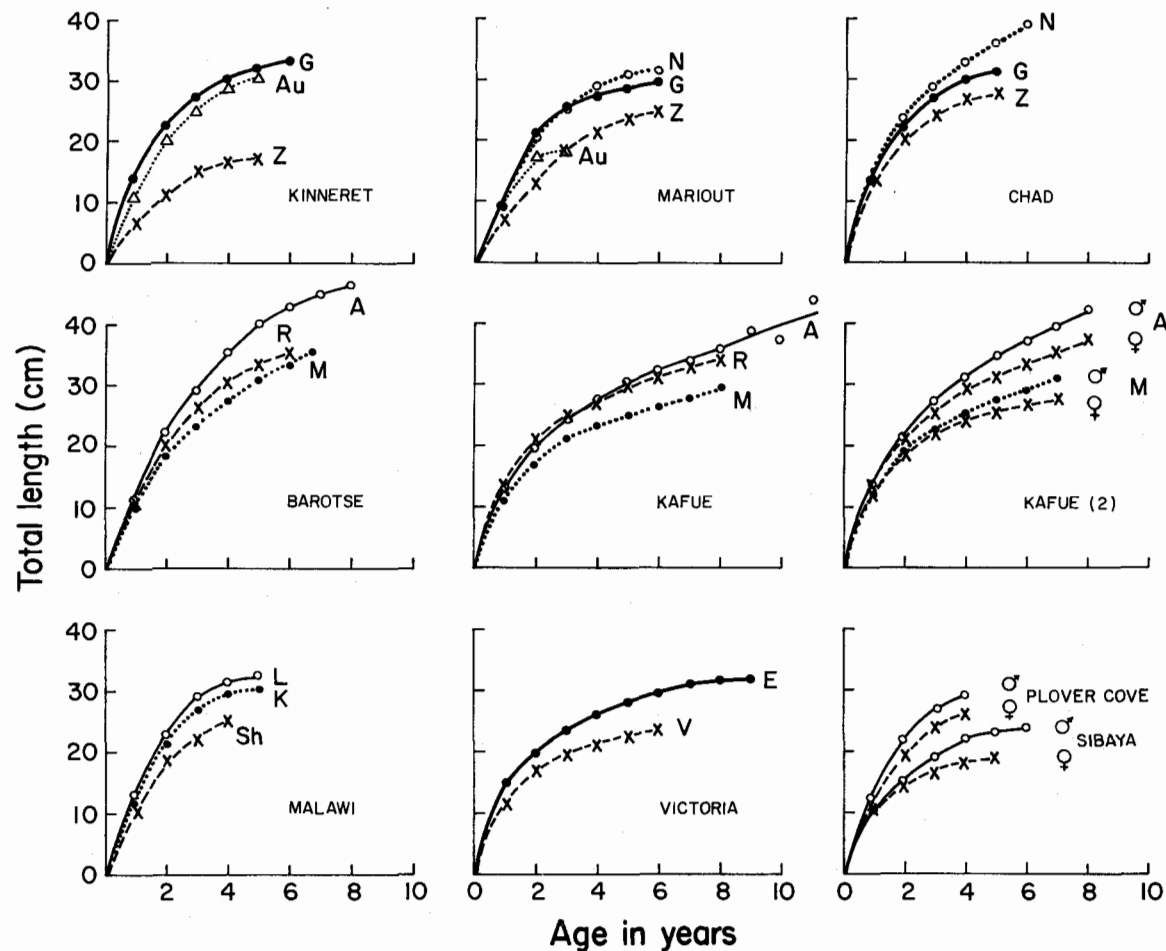 Total length (cm)
40
30
20
10
0
G
Au
Z
KINNERET
N
G
Z
Au
MARIOUT
N
G
Z
CHAD
40
30
20
10
0
A
R
M
BAROTSE
A
R
M
KAFUE
♂
♀
A
♂
♀
M
KAFUE (2)
40
30
20
10
0
L
K
Sh
MALAWI
E
V
VICTORIA
♂
♀
PLOVER COVE
♂
♀
SIBAYA
0 2 4 6 8 10
0 2 4 6 8 10
0 2 4 6 8 10
Age in years